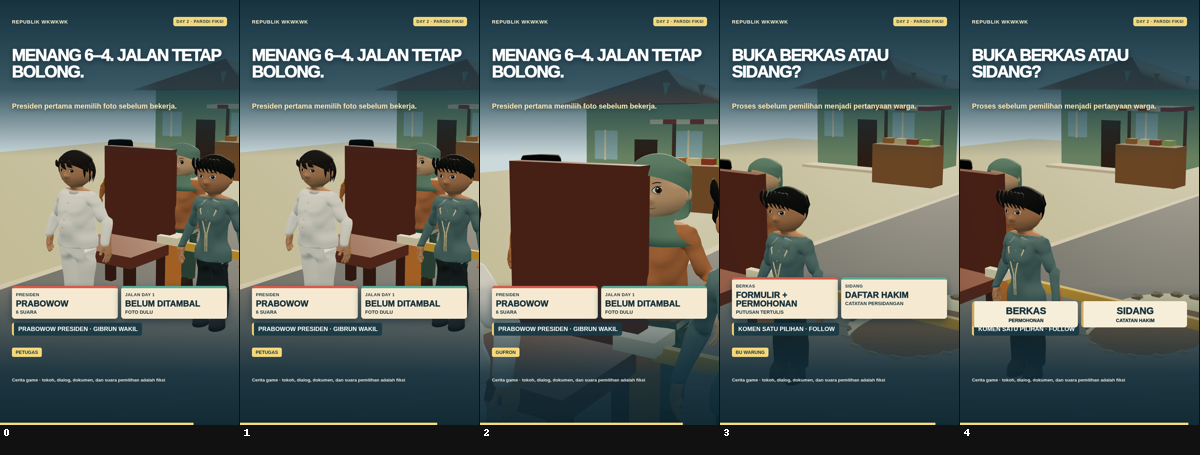 REPUBLIK WKWKWK
DAY 2 · PARODI FIKSI
MENANG 6–4. JALAN TETAP
BOLONG.
Presiden pertama memilih foto sebelum bekerja.
PRESIDEN
PRABOWOW
6 SUARA
JALAN DAY 1
BELUM DITAMBAL
FOTO DULU
PRABOWOW PRESIDEN · GIBRUN WAKIL
PETUGAS
Cerita game · tokoh, dialog, dokumen, dan suara pemilihan adalah fiksi
0
REPUBLIK WKWKWK
DAY 2 · PARODI FIKSI
MENANG 6–4. JALAN TETAP
BOLONG.
Presiden pertama memilih foto sebelum bekerja.
PRESIDEN
PRABOWOW
6 SUARA
JALAN DAY 1
BELUM DITAMBAL
FOTO DULU
PRABOWOW PRESIDEN · GIBRUN WAKIL
PETUGAS
Cerita game · tokoh, dialog, dokumen, dan suara pemilihan adalah fiksi
1
REPUBLIK WKWKWK
DAY 2 · PARODI FIKSI
MENANG 6–4. JALAN TETAP
BOLONG.
Presiden pertama memilih foto sebelum bekerja.
PRESIDEN
PRABOWOW
6 SUARA
JALAN DAY 1
BELUM DITAMBAL
FOTO DULU
PRABOWOW PRESIDEN · GIBRUN WAKIL
GUFRON
Cerita game · tokoh, dialog, dokumen, dan suara pemilihan adalah fiksi
2
REPUBLIK WKWKWK
DAY 2 · PARODI FIKSI
BUKA BERKAS ATAU
SIDANG?
Proses sebelum pemilihan menjadi pertanyaan warga.
BERKAS
FORMULIR +
PERMOHONAN
PUTUSAN TERTULIS
SIDANG
DAFTAR HAKIM
CATATAN PERSIDANGAN
KOMEN SATU PILIHAN · FOLLOW
BU WARUNG
Cerita game · tokoh, dialog, dokumen, dan suara pemilihan adalah fiksi
3
REPUBLIK WKWKWK
DAY 2 · PARODI FIKSI
BUKA BERKAS ATAU
SIDANG?
Proses sebelum pemilihan menjadi pertanyaan warga.
BERKAS
PERMOHONAN
SIDANG
CATATAN HAKIM
KOMEN SATU PILIHAN · FOLLOW
Cerita game · tokoh, dialog, dokumen, dan suara pemilihan adalah fiksi
4